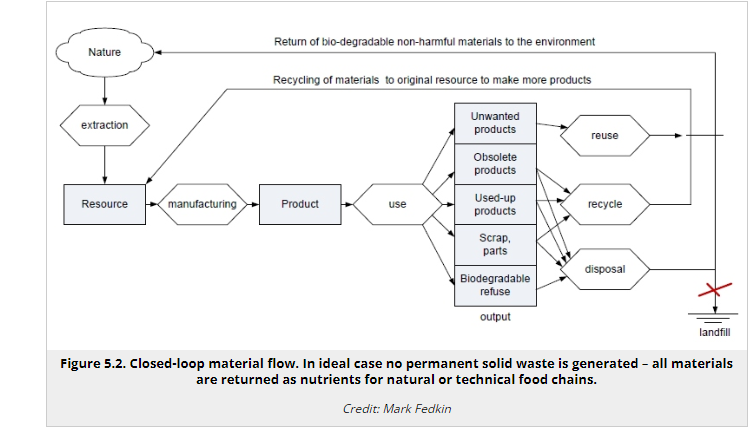 Return of bio-degradable non-harmful materials to the environment
Nature
Recycling of materials to original resource to make more products
extraction
Unwanted
products
reuse
Obsolete
products
Resource
manufacturing
Product
use
Used-up
products
recycle
Scrap,
parts
disposal
Biodegradable
refuse
output
landfill
Figure 5.2. Closed-loop material flow. In ideal case no permanent solid waste is generated – all materials
are returned as nutrients for natural or technical food chains.
Credit: Mark Fedkin